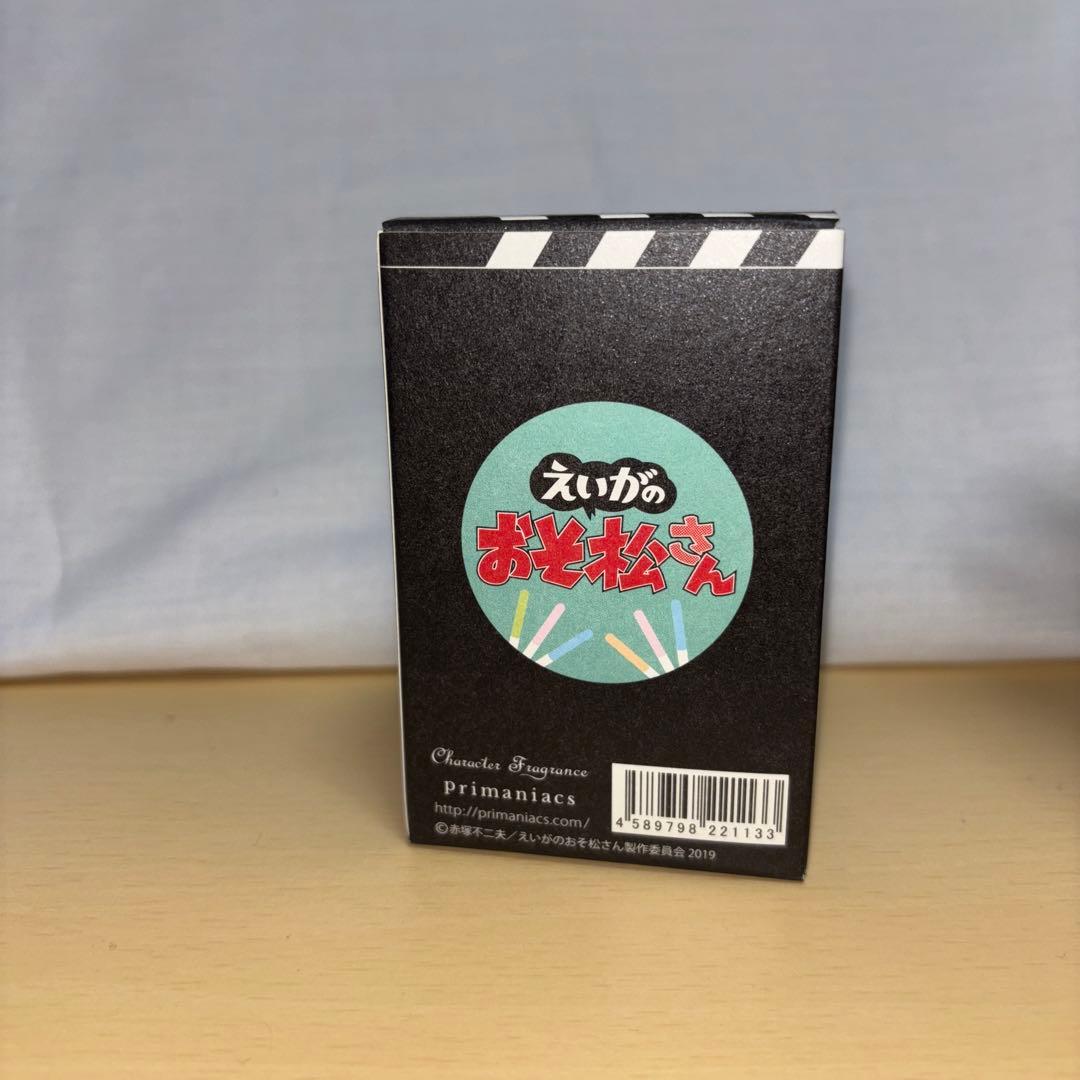 えいがの
おそ松さん
Character Fragrance
primaniacs
http://primaniacs.com/
4 589798 221133
©赤塚不二夫／えいがのおそ松さん製作委員会 2019